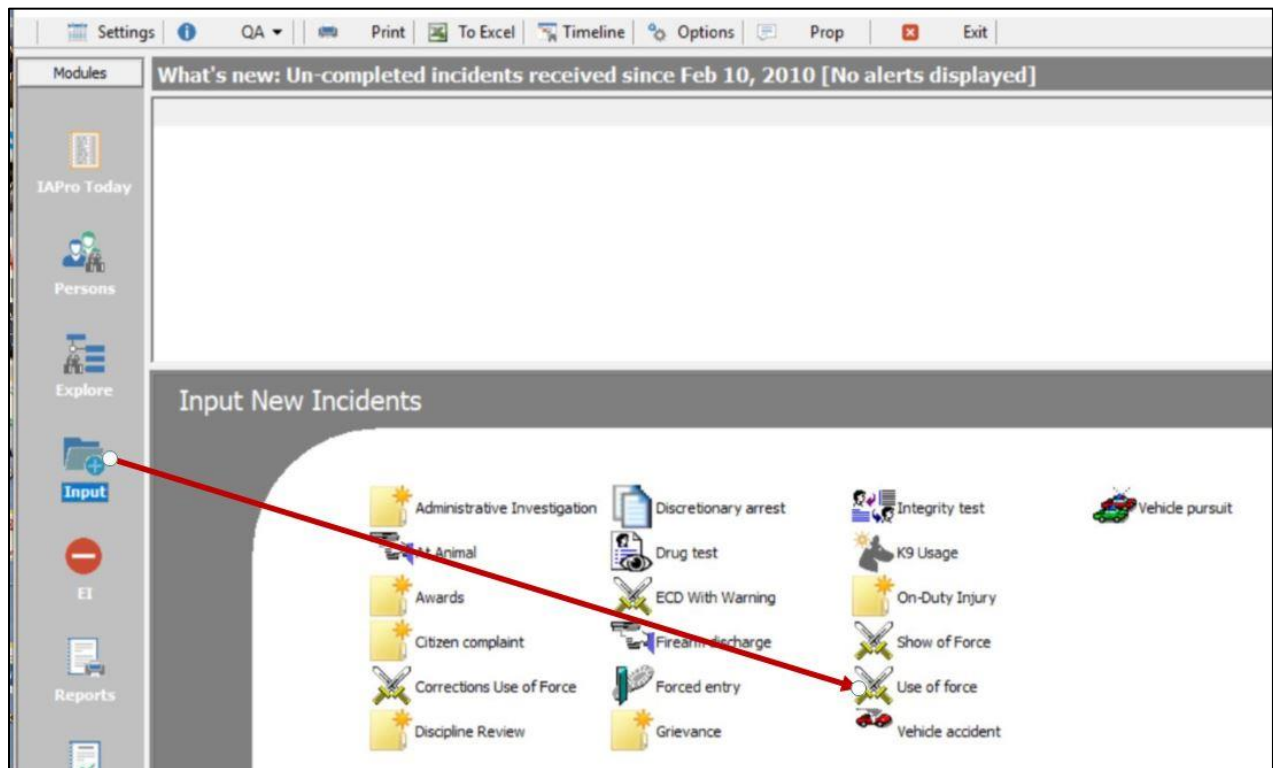 Settings QA Print To Excel Timeline Options Prop Exit
Modules
What's new: Un-completed incidents received since Feb 10, 2010 [No alerts displayed]
IAPro Today
Persons
Explore
Input
EI
Reports
Input New Incidents
Administrative Investigation Discretionary arrest Integrity test Vehicle pursuit
At Animal Drug test K9 Usage
Awards ECD With Warning On-Duty Injury
Citizen complaint Firearm discharge Show of Force
Corrections Use of Force Forced entry Use of force
Discipline Review Grievance Vehicle accident